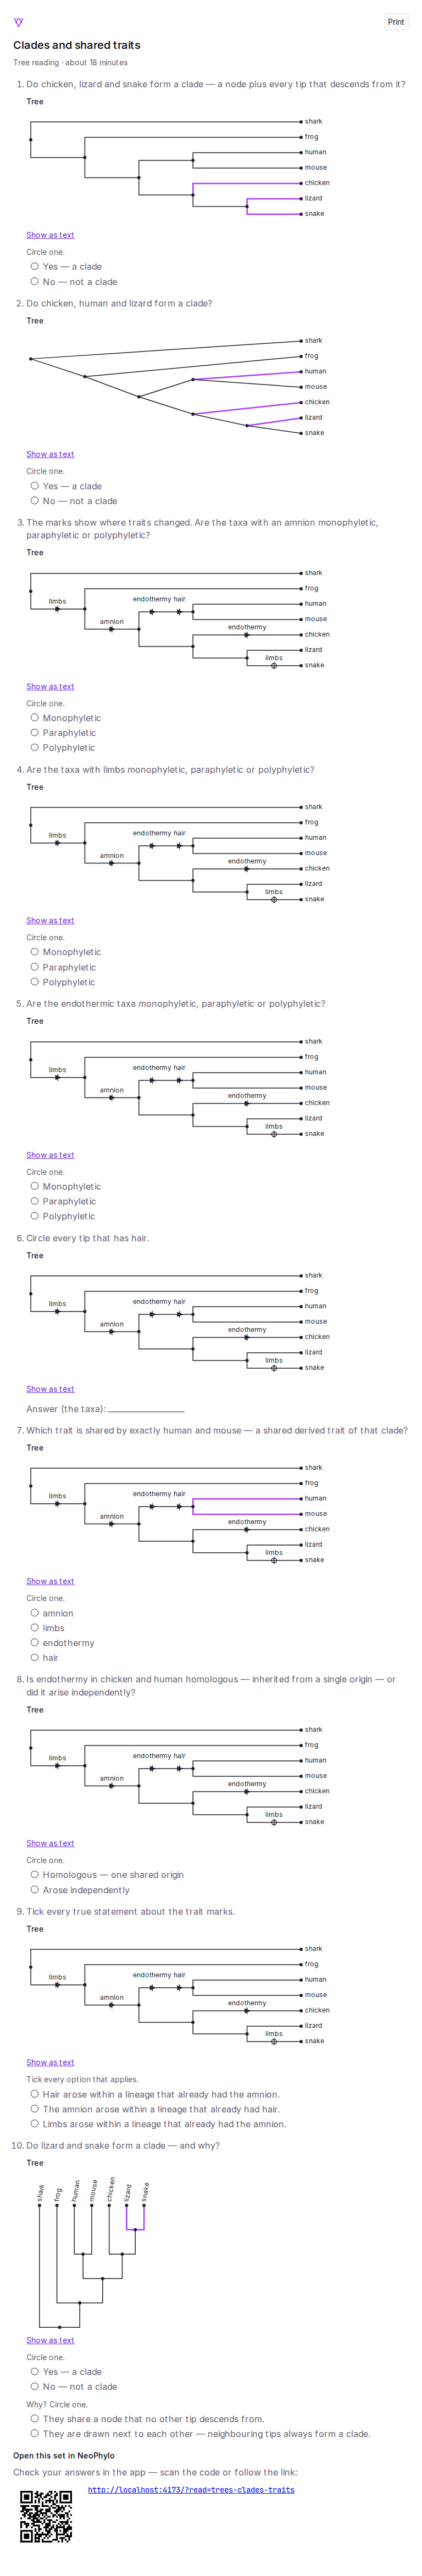 Print
Clades and shared traits
Tree reading · about 18 minutes
1. Do chicken, lizard and snake form a clade — a node plus every tip that descends from it?
Tree
shark
frog
human
mouse
chicken
lizard
snake
Show as text
Circle one.
Yes — a clade
No — not a clade
2. Do chicken, human and lizard form a clade?
Tree
shark
frog
human
mouse
chicken
lizard
snake
Show as text
Circle one.
Yes — a clade
No — not a clade
3. The marks show where traits changed. Are the taxa with an amnion monophyletic,
paraphyletic or polyphyletic?
Tree
shark
frog
limbs
endothermy hair
human
mouse
amnion
endothermy
chicken
lizard
limbs
snake
Show as text
Circle one.
Monophyletic
Paraphyletic
Polyphyletic
4. Are the taxa with limbs monophyletic, paraphyletic or polyphyletic?
Tree
shark
frog
limbs
endothermy hair
human
mouse
amnion
endothermy
chicken
lizard
limbs
snake
Show as text
Circle one.
Monophyletic
Paraphyletic
Polyphyletic
5. Are the endothermic taxa monophyletic, paraphyletic or polyphyletic?
Tree
shark
frog
limbs
endothermy hair
human
mouse
amnion
endothermy
chicken
lizard
limbs
snake
Show as text
Circle one.
Monophyletic
Paraphyletic
Polyphyletic
6. Circle every tip that has hair.
Tree
shark
frog
limbs
endothermy hair
human
mouse
amnion
endothermy
chicken
lizard
limbs
snake
Show as text
Answer (the taxa):
7. Which trait is shared by exactly human and mouse — a shared derived trait of that clade?
Tree
shark
frog
limbs
endothermy hair
human
mouse
amnion
endothermy
chicken
lizard
limbs
snake
Show as text
Circle one.
amnion
limbs
endothermy
hair
8. Is endothermy in chicken and human homologous — inherited from a single origin — or
did it arise independently?
Tree
shark
frog
limbs
endothermy hair
human
mouse
amnion
endothermy
chicken
lizard
limbs
snake
Show as text
Circle one.
Homologous — one shared origin
Arose independently
9. Tick every true statement about the trait marks.
Tree
shark
frog
limbs
endothermy hair
human
mouse
amnion
endothermy
chicken
lizard
limbs
snake
Show as text
Tick every option that applies.
Hair arose within a lineage that already had the amnion.
The amnion arose within a lineage that already had hair.
Limbs arose within a lineage that already had the amnion.
10. Do lizard and snake form a clade — and why?
Tree
shark
frog
human
mouse
chicken
lizard
snake
Show as text
Circle one.
Yes — a clade
No — not a clade
Why? Circle one.
They share a node that no other tip descends from.
They are drawn next to each other — neighbouring tips always form a clade.
Open this set in NeoPhylo
Check your answers in the app — scan the code or follow the link:
http://localhost:4173/?read=trees-clades-traits